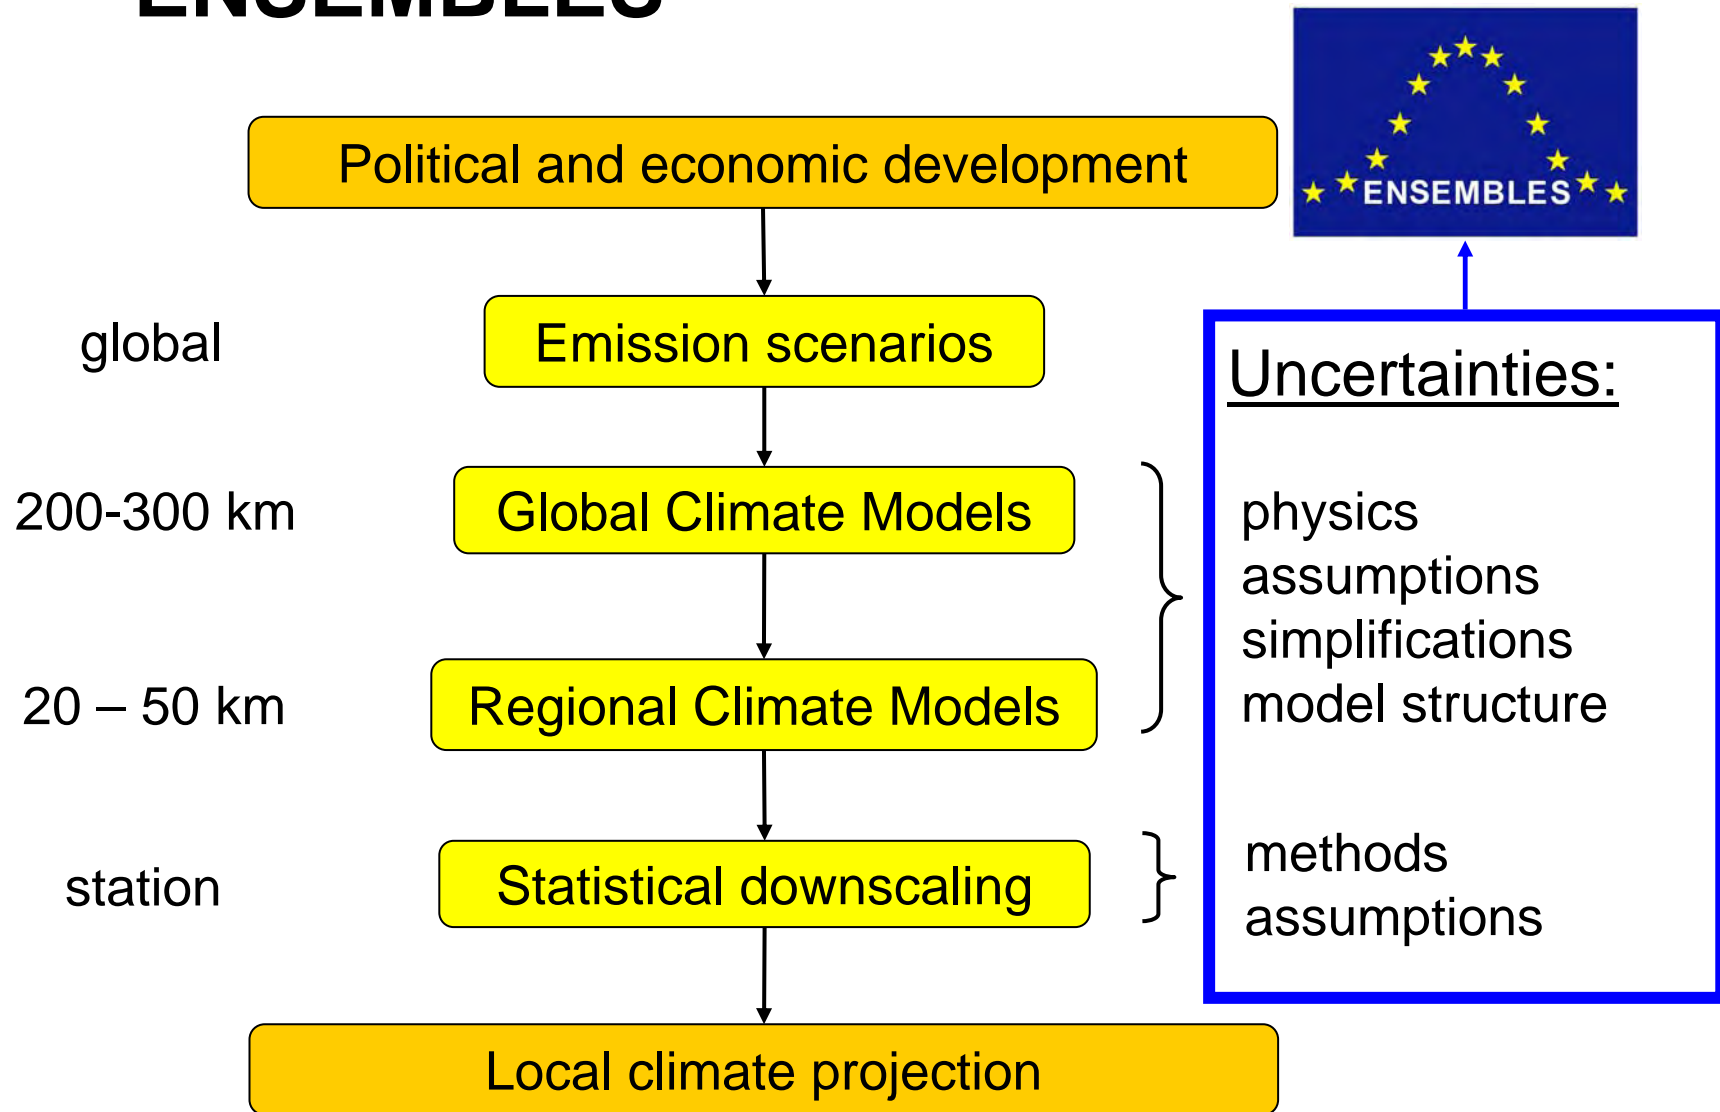 ENSEMBLES
ENSEMBLES
Political and economic development
global
Emission scenarios
200-300 km
Global Climate Models
20 – 50 km
Regional Climate Models
station
Statistical downscaling
Local climate projection
Uncertainties:
physics
assumptions
simplifications
model structure
methods
assumptions